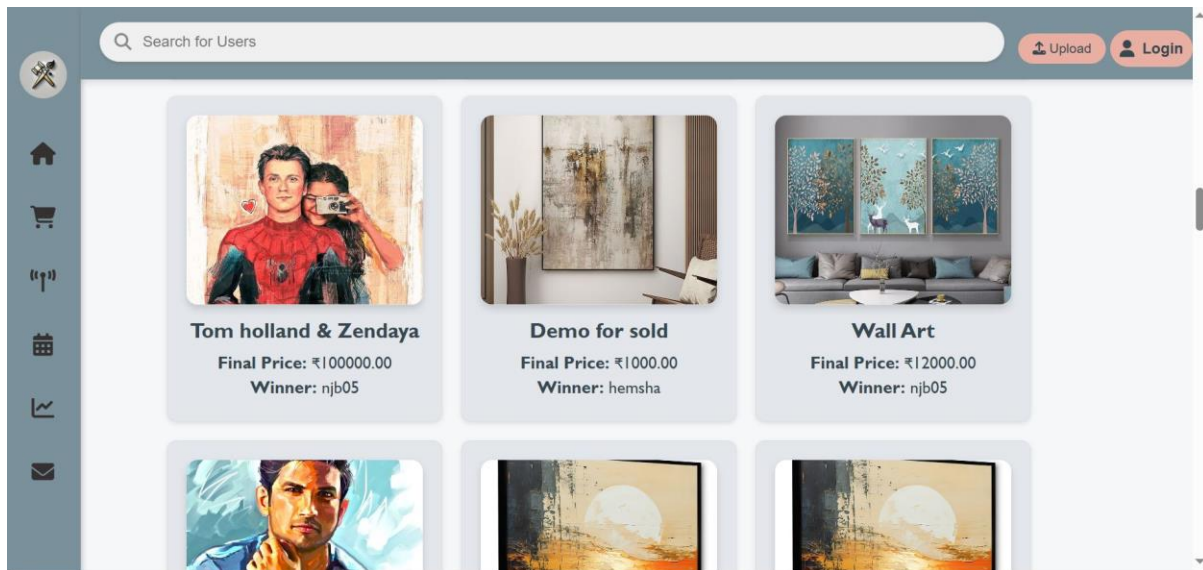 Search for Users
Upload
Login
Tom holland & Zendaya
Final Price: ₹100000.00
Winner: njb05
Demo for sold
Final Price: ₹1000.00
Winner: hemsha
Wall Art
Final Price: ₹12000.00
Winner: njb05